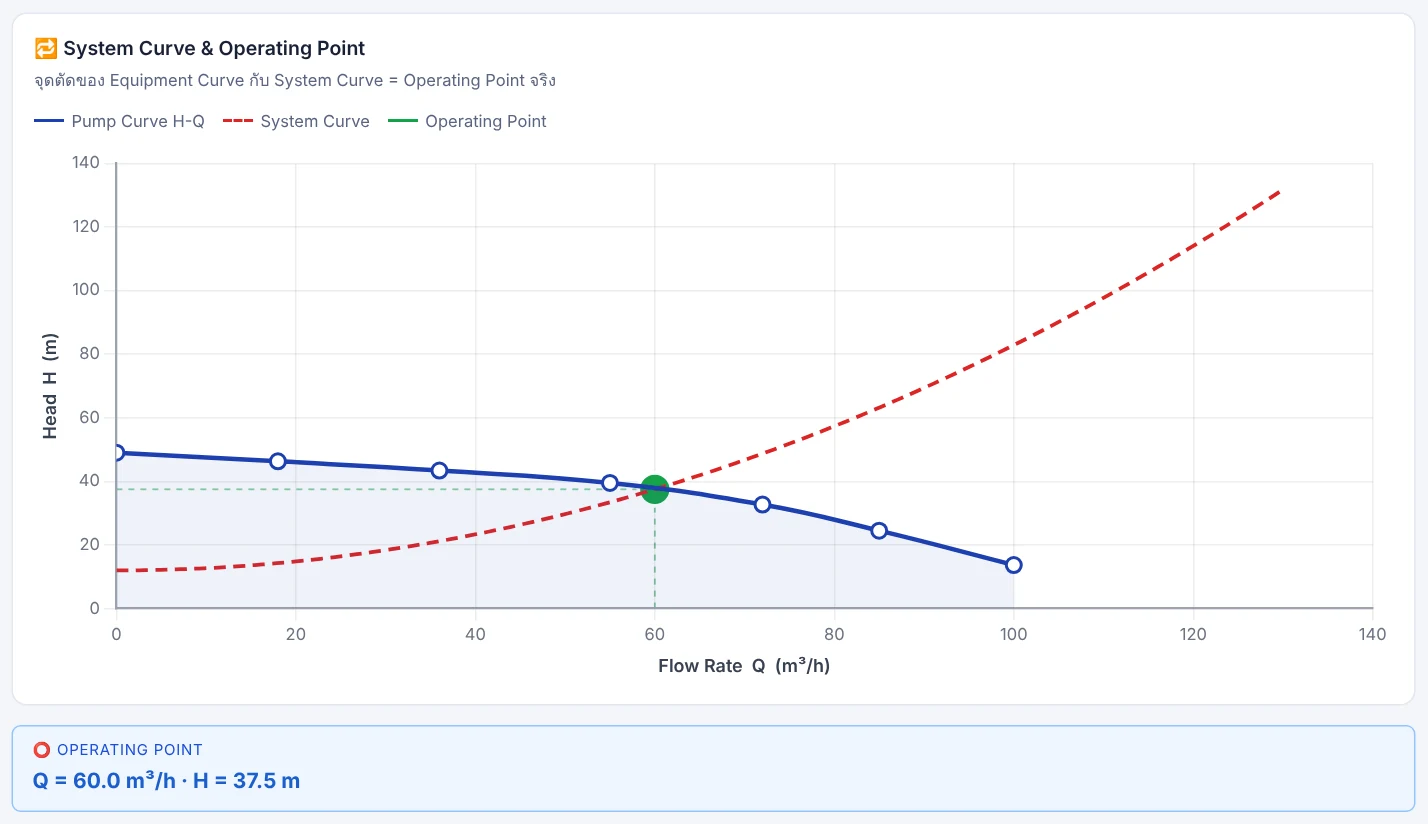 🔁 System Curve & Operating Point
จุดตัดของ Equipment Curve กับ System Curve = Operating Point จริง
Pump Curve H-Q System Curve Operating Point
140
120
100
80
60
40
20
0
Head H (m)
0 20 40 60 80 100 120 140
Flow Rate Q (m³/h)
⭕ OPERATING POINT
Q = 60.0 m³/h · H = 37.5 m